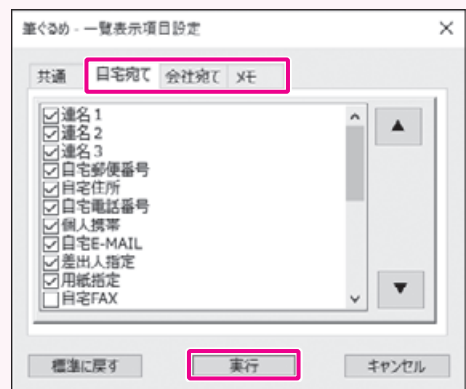 筆ぐるめ - 一覧表示項目設定
共通 自宅宛て 会社宛て メモ
連名1
連名2
連名3
自宅郵便番号
自宅住所
自宅電話番号
個人携帯
自宅E-MAIL
差出人指定
用紙指定
自宅FAX
標準に戻す 実行 キャンセル